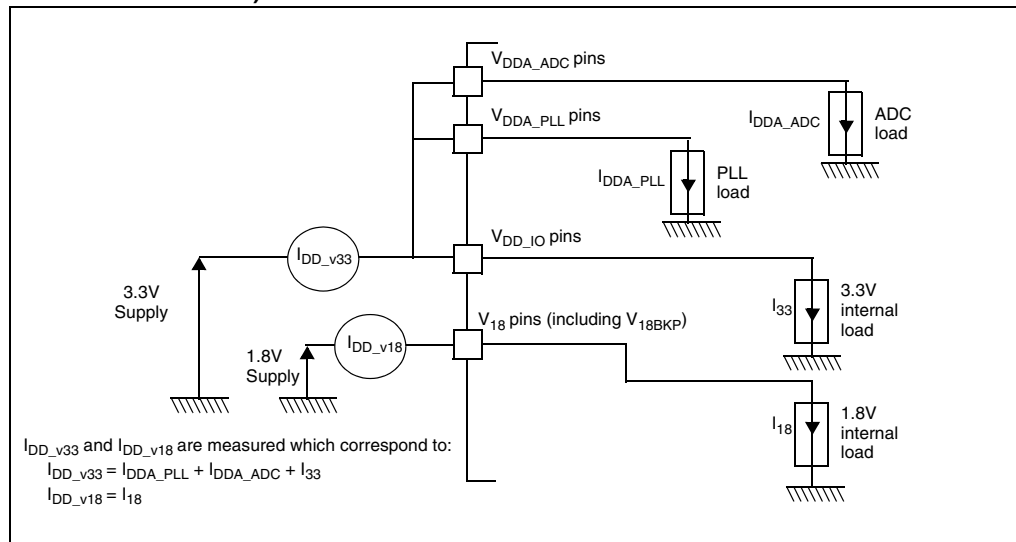 V_DDA_ADC pins
I_DDA_ADC
ADC
load
V_DDA_PLL pins
I_DDA_PLL
PLL
load
V_DD_IO pins
I_DD_v33
3.3V
Supply
I_33
3.3V
internal
load
V_18 pins (including V_18BKP)
I_DD_v18
1.8V
Supply
I_18
1.8V
internal
load
I_DD_v33 and I_DD_v18 are measured which correspond to:
I_DD_v33 = I_DDA_PLL + I_DDA_ADC + I_33
I_DD_v18 = I_18